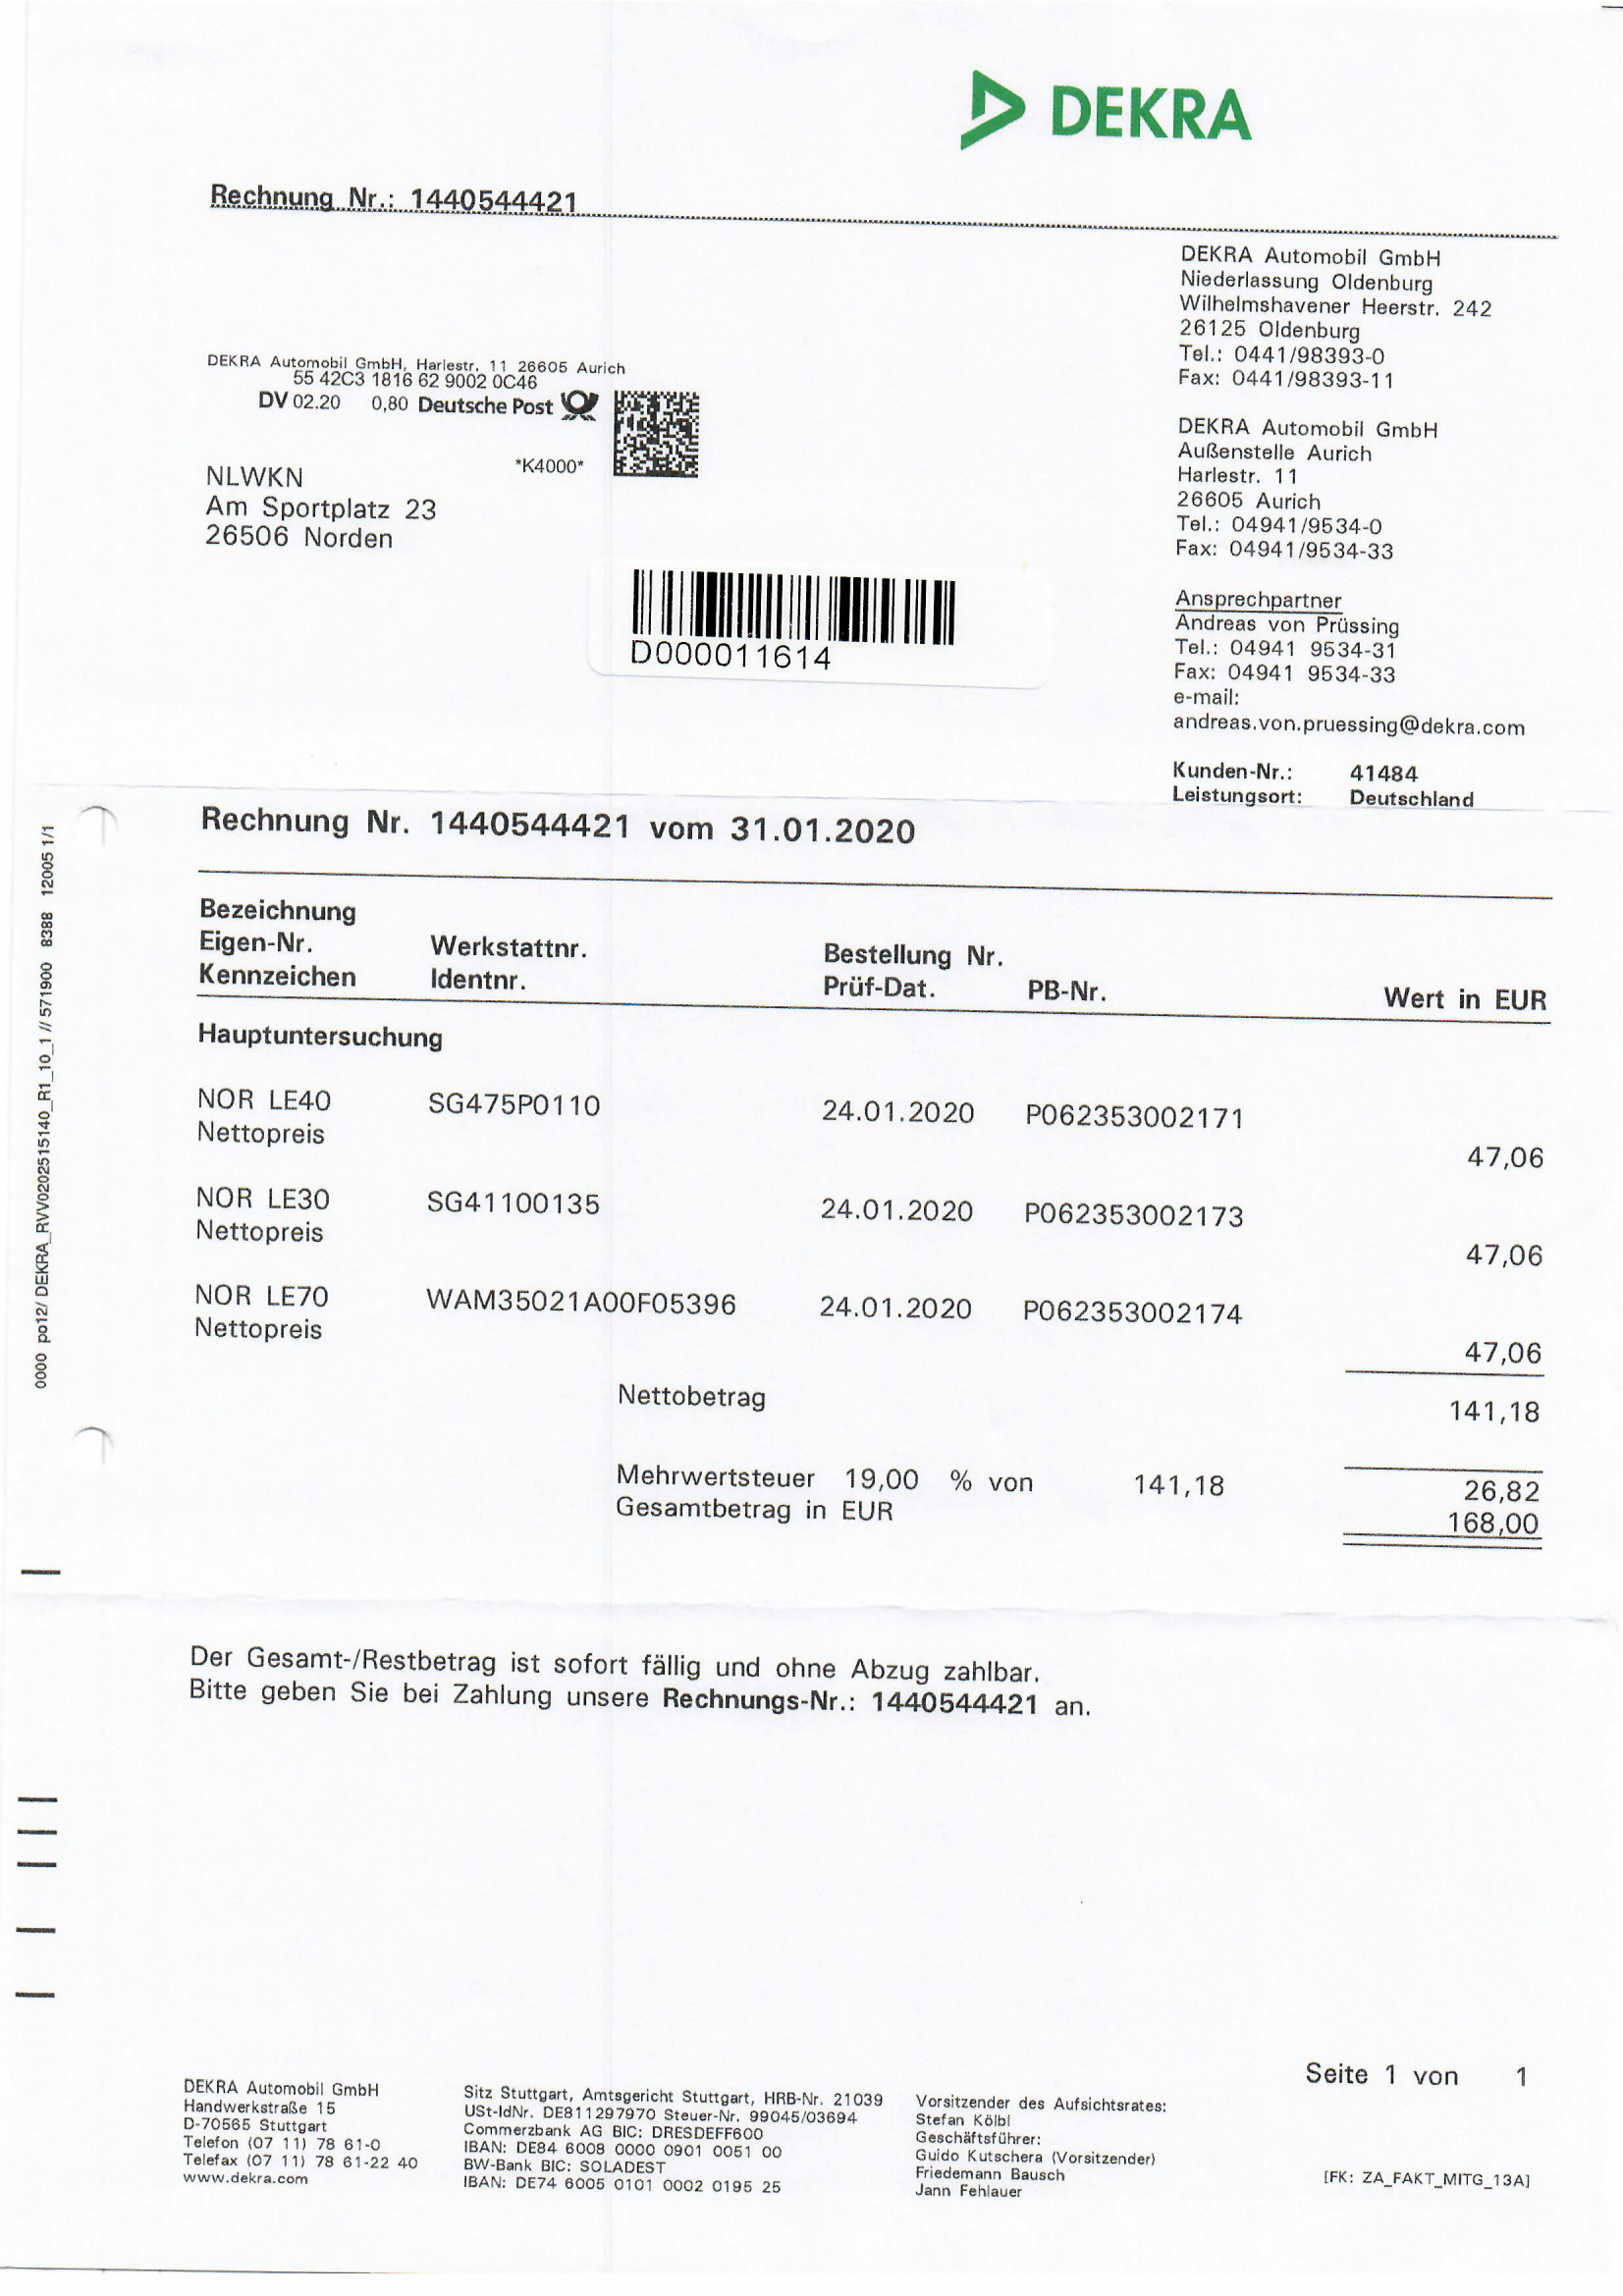 DEKRA
Rechnung Nr.: 1440544421
DEKRA Automobil GmbH
Niederlassung Oldenburg
Wilhelmshavener Heerstr. 242
26125 Oldenburg
Tel.: 0441/98393-0
Fax: 0441/98393-11
DEKRA Automobil GmbH, Harlestr. 11 26605 Aurich
55 42C3 1816 62 9002 0C46
DV 02.20 0,80 Deutsche Post
*K4000*
NLWKN
Am Sportplatz 23
26506 Norden
DEKRA Automobil GmbH
Außenstelle Aurich
Harlestr. 11
26605 Aurich
Tel.: 04941/9534-0
Fax: 04941/9534-33
D000011614
Ansprechpartner
Andreas von Prüssing
Tel.: 04941 9534-31
Fax: 04941 9534-33
e-mail:
andreas.von.pruessing@dekra.com
Kunden-Nr.: 41484
Leistungsort: Deutschland
Rechnung Nr. 1440544421 vom 31.01.2020
Bezeichnung
Eigen-Nr. Werkstattnr. Bestellung Nr.
Kennzeichen Identnr. Prüf-Dat. PB-Nr. Wert in EUR
Hauptuntersuchung
NOR LE40 SG475P0110 24.01.2020 P062353002171
Nettopreis 47,06
NOR LE30 SG41100135 24.01.2020 P062353002173
Nettopreis 47,06
NOR LE70 WAM35021A00F05396 24.01.2020 P062353002174
Nettopreis 47,06
Nettobetrag 141,18
Mehrwertsteuer 19,00 % von 141,18 26,82
Gesamtbetrag in EUR 168,00
0000 po12/ DEKRA_RVV0202515140_R1_10_1 // 571900 8388 12005 1/1
Der Gesamt-/Restbetrag ist sofort fällig und ohne Abzug zahlbar.
Bitte geben Sie bei Zahlung unsere Rechnungs-Nr.: 1440544421 an.
Seite 1 von 1
DEKRA Automobil GmbH
Handwerkstraße 15
D-70565 Stuttgart
Telefon (07 11) 78 61-0
Telefax (07 11) 78 61-22 40
www.dekra.com
Sitz Stuttgart, Amtsgericht Stuttgart, HRB-Nr. 21039
USt-IdNr. DE811297970 Steuer-Nr. 99045/03694
Commerzbank AG BIC: DRESDEFF600
IBAN: DE84 6008 0000 0901 0051 00
BW-Bank BIC: SOLADEST
IBAN: DE74 6005 0101 0002 0195 25
Vorsitzender des Aufsichtsrates:
Stefan Kölbl
Geschäftsführer:
Guido Kutschera (Vorsitzender)
Friedemann Bausch
Jann Fehlauer
[FK: ZA_FAKT_MITG_13A]